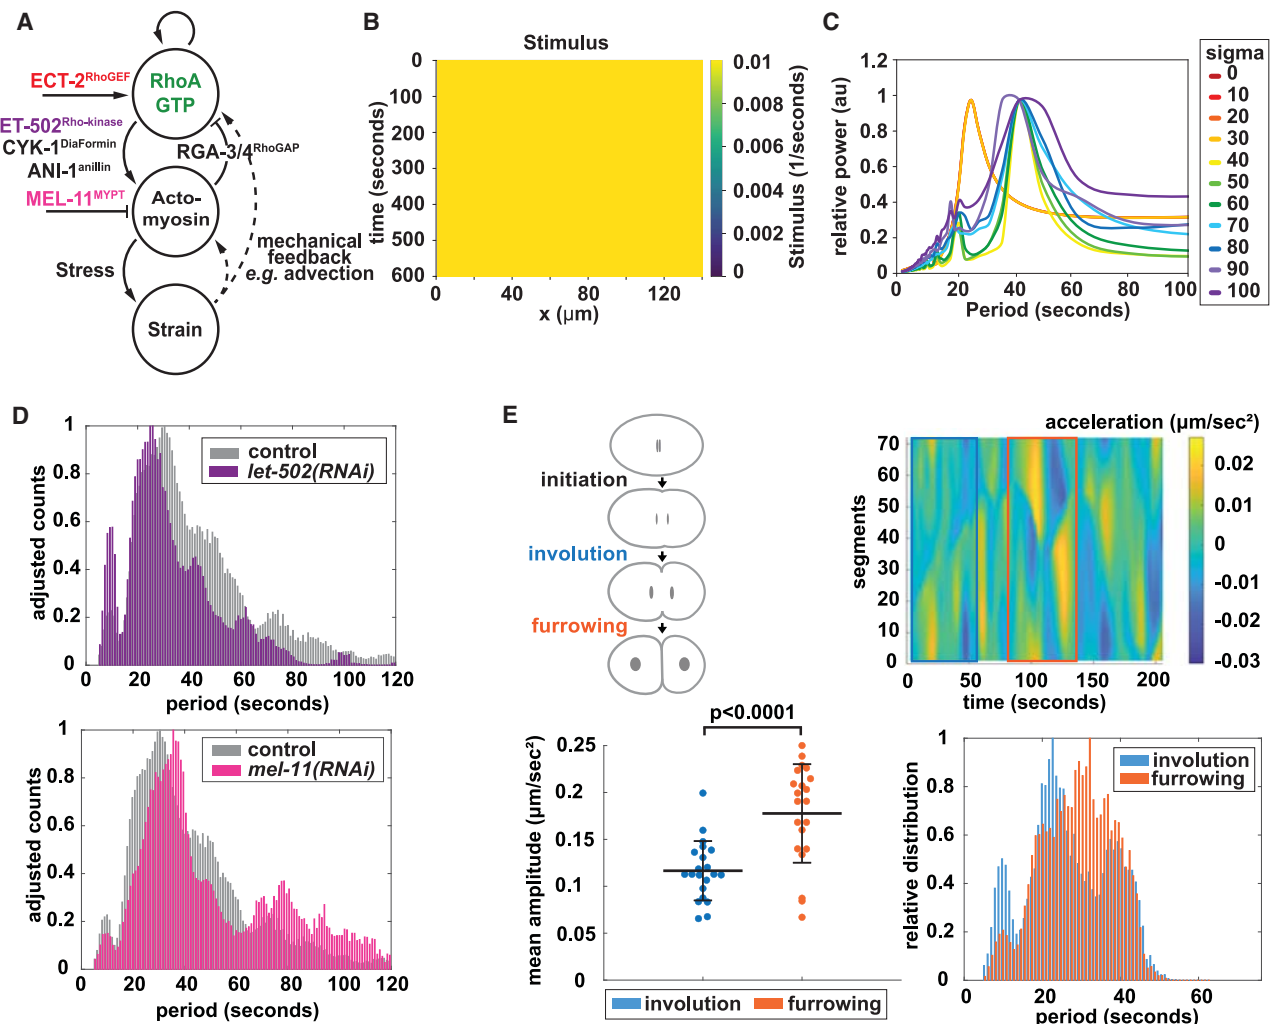 A
RhoA
GTP
ECT-2RhoGEF
ET-502Rho-kinase
CYK-1DiaFormin
ANI-1anillin
RGA-3/4RhoGAP
MEL-11MYPT
Acto-
myosin
Stress
mechanical
feedback
e.g. advection
Strain
B
Stimulus
0
100
200
300
400
500
600
time (seconds)
0 40 80 120
x (µm)
0.01
0.008
0.006
0.004
0.002
0
Stimulus (1/seconds)
C
1.2
1
0.8
0.6
0.4
0.2
0
relative power (au)
0 20 40 60 80 100
Period (seconds)
sigma
0
10
20
30
40
50
60
70
80
90
100
D
1
0.8
0.6
0.4
0.2
0
adjusted counts
control
let-502(RNAi)
0 20 40 60 80 100 120
period (seconds)
1
0.8
0.6
0.4
0.2
0
adjusted counts
control
mel-11(RNAi)
0 20 40 60 80 100 120
period (seconds)
E
initiation
involution
furrowing
acceleration (µm/sec²)
70
60
50
40
30
20
10
0
segments
0 50 100 150 200
time (seconds)
0.02
0.01
0
-0.01
-0.02
-0.03
p<0.0001
0.25
0.2
0.15
0.1
0.05
0
mean amplitude (µm/sec²)
involution furrowing
1
0.8
0.6
0.4
0.2
0
relative distribution
involution
furrowing
0 20 40 60
period (seconds)